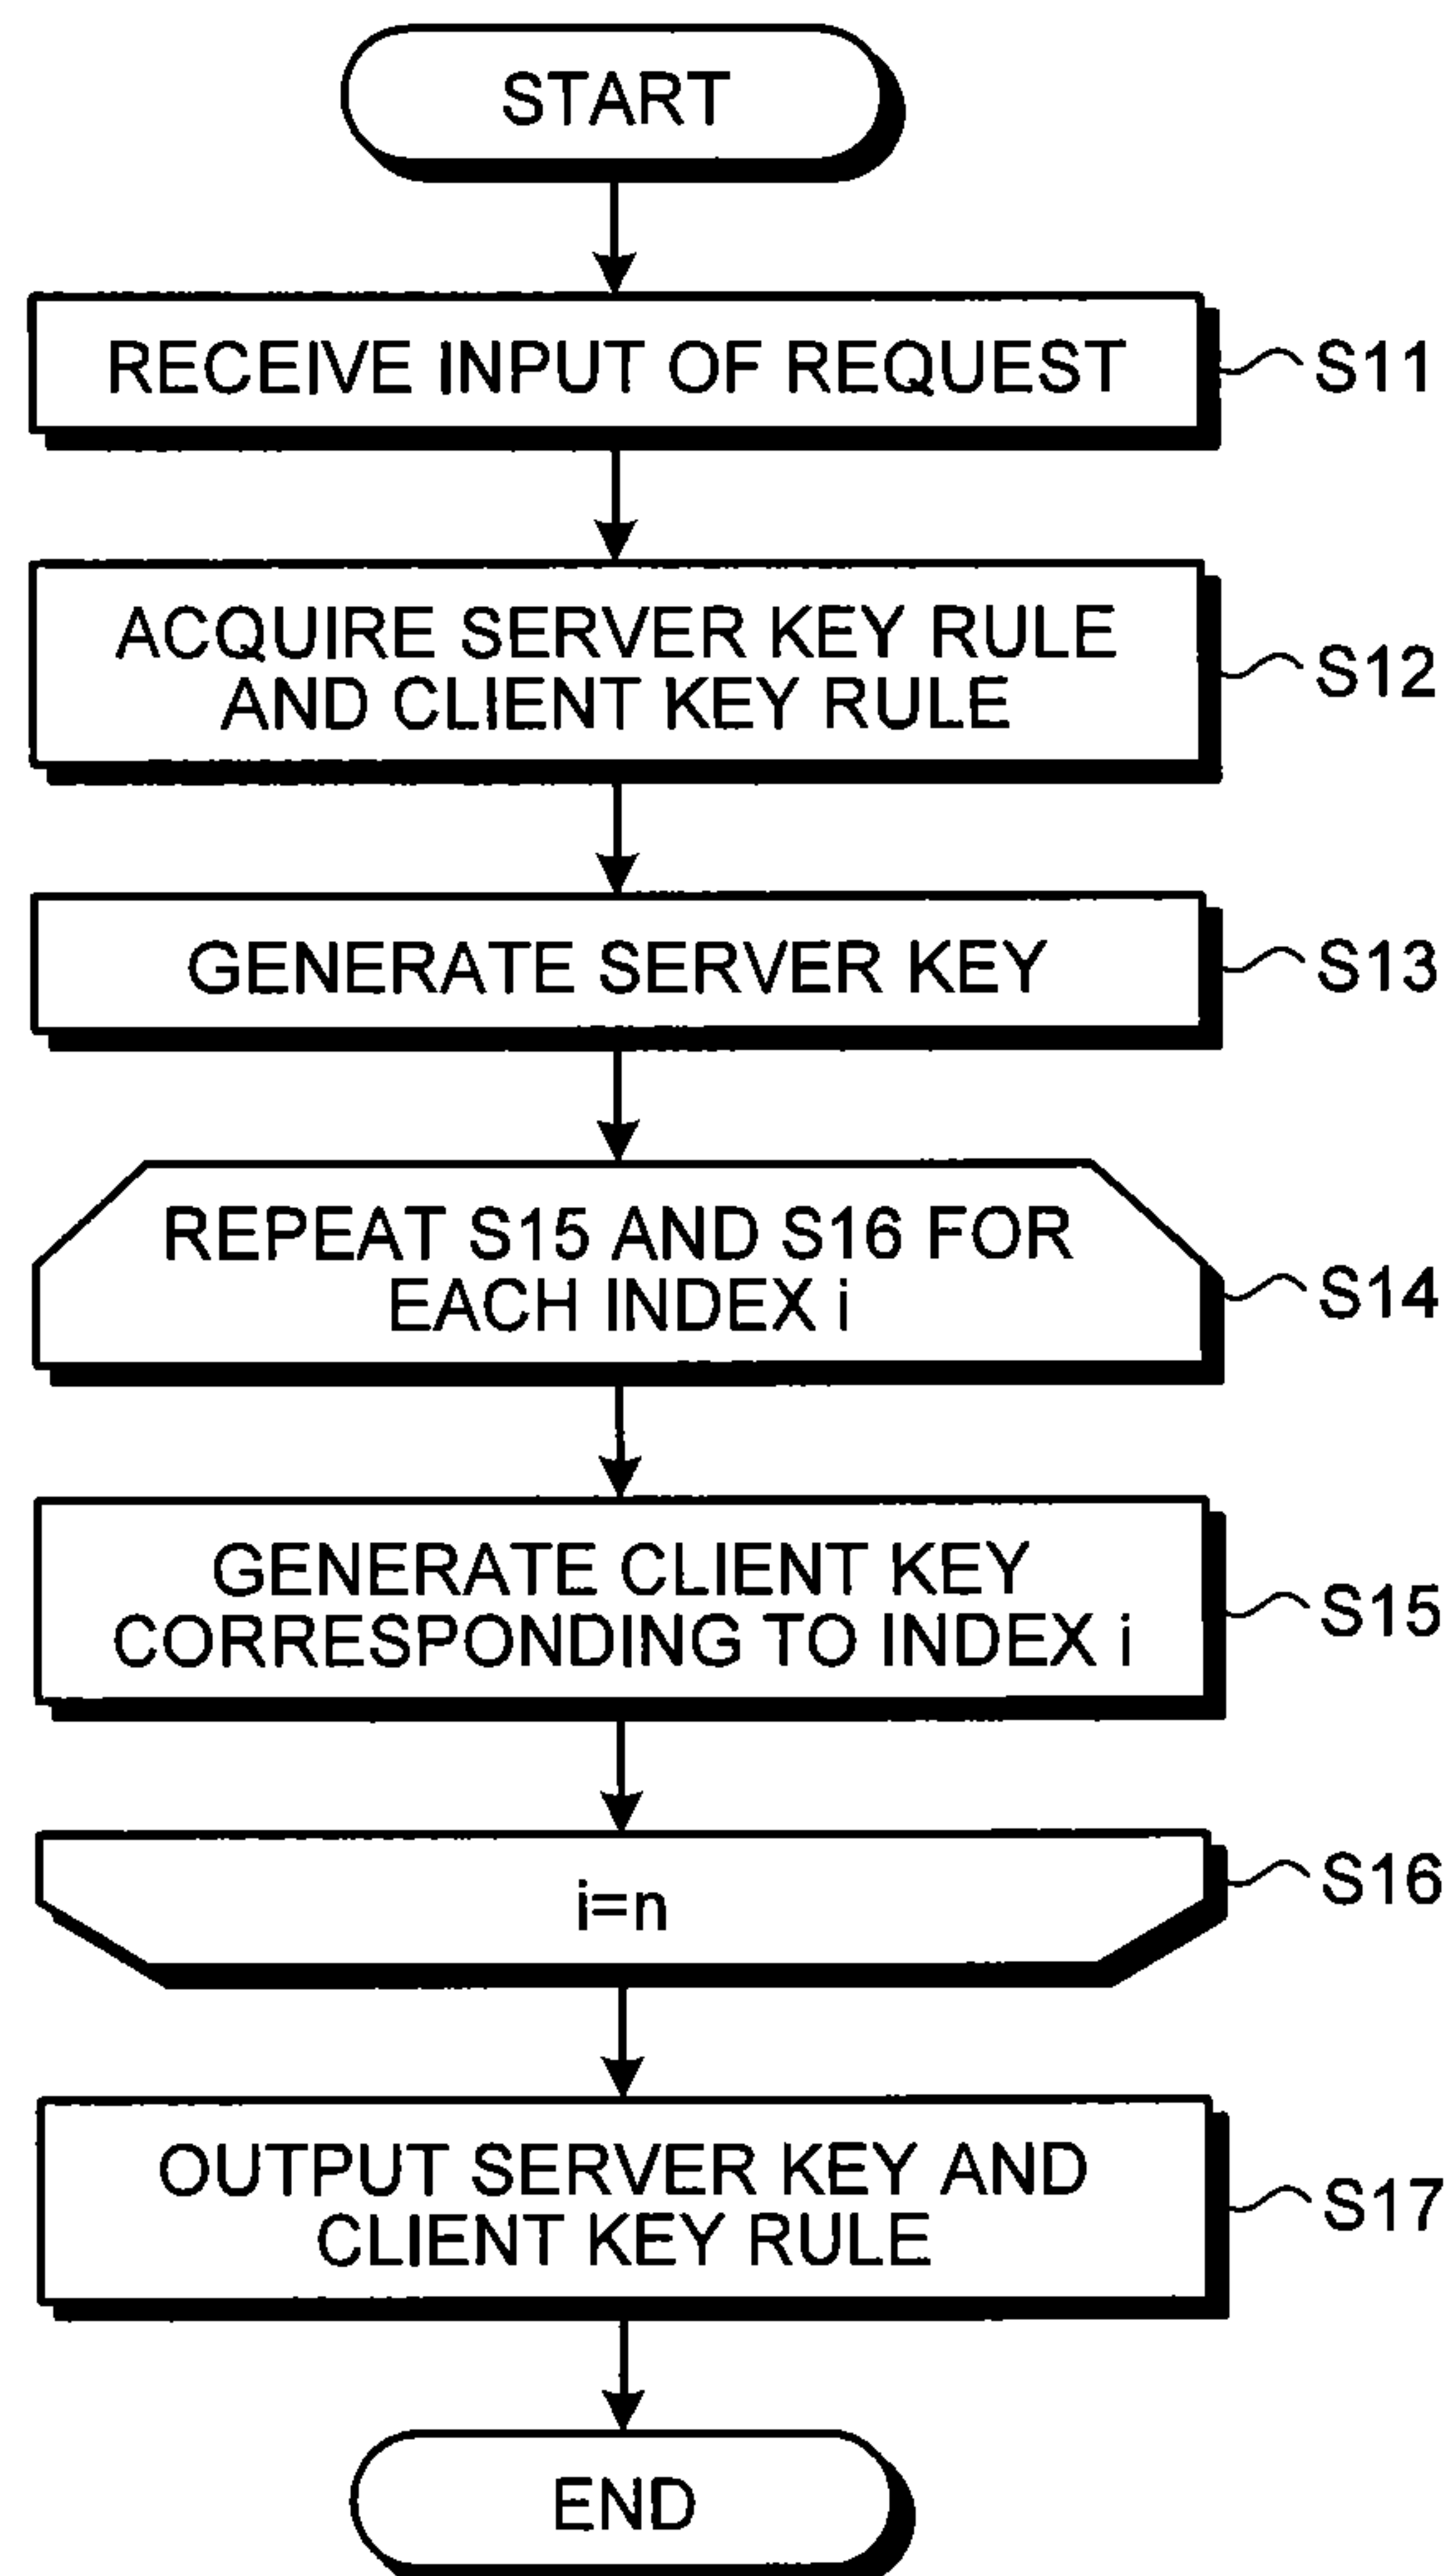 START
RECEIVE INPUT OF REQUEST
S11
ACQUIRE SERVER KEY RULE
AND CLIENT KEY RULE
S12
GENERATE SERVER KEY
S13
REPEAT S15 AND S16 FOR
EACH INDEX i
S14
GENERATE CLIENT KEY
CORRESPONDING TO INDEX i
S15
i=n
S16
OUTPUT SERVER KEY AND
CLIENT KEY RULE
S17
END